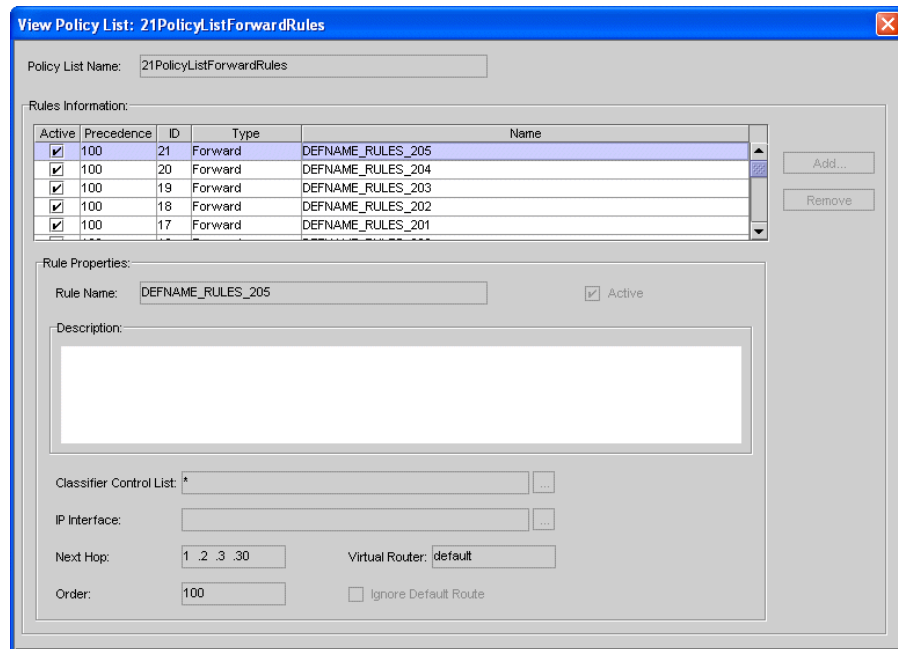 View Policy List: 21PolicyListForwardRules
Policy List Name: 21PolicyListForwardRules
Rules Information:
Active Precedence ID Type Name
100 21 Forward DEFNAME_RULES_205
100 20 Forward DEFNAME_RULES_204
100 19 Forward DEFNAME_RULES_203
100 18 Forward DEFNAME_RULES_202
100 17 Forward DEFNAME_RULES_201
Add...
Remove
Rule Properties:
Rule Name: DEFNAME_RULES_205 Active
Description:
Classifier Control List: * ...
IP Interface: ...
Next Hop: 1 .2 .3 .30 Virtual Router: default
Order: 100 Ignore Default Route